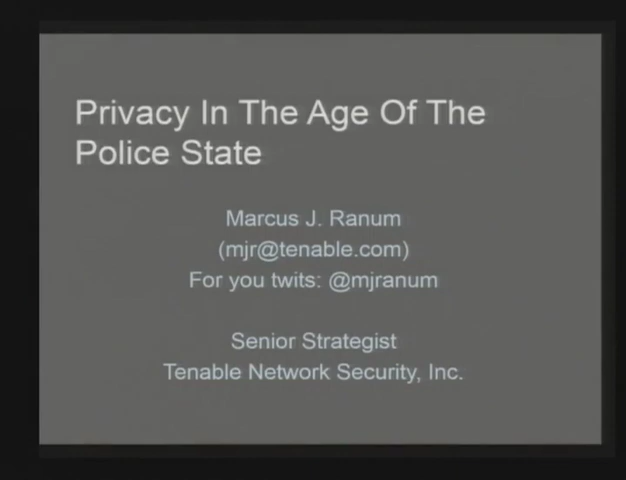 Privacy In The Age Of The
Police State
Marcus J. Ranum
(mjr@tenable.com)
For you twits: @mjranum
Senior Strategist
Tenable Network Security, Inc.